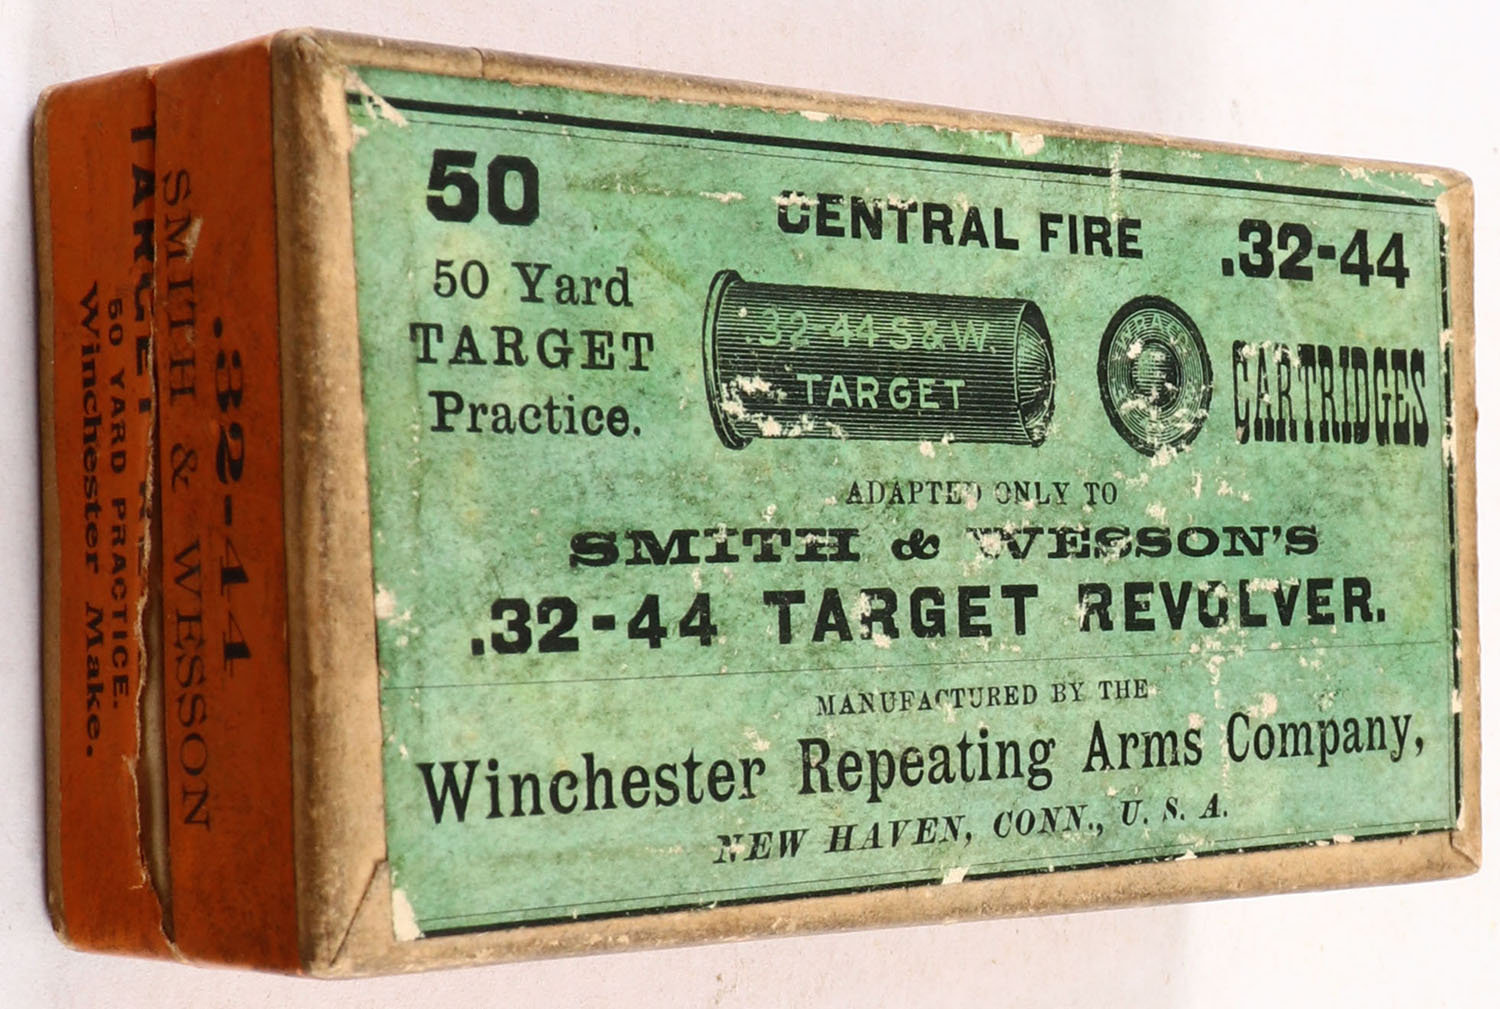 50
CENTRAL FIRE
.32-44
50 Yard
TARGET
Practice.
.32-44 S & W.
TARGET
CARTRIDGES
ADAPTED ONLY TO
SMITH & WESSON'S
.32-44 TARGET REVOLVER.
MANUFACTURED BY THE
Winchester Repeating Arms Company,
NEW HAVEN, CONN., U. S. A.
.32-44
SMITH & WESSON
TARGET
50 YARD PRACTICE.
Winchester Make.